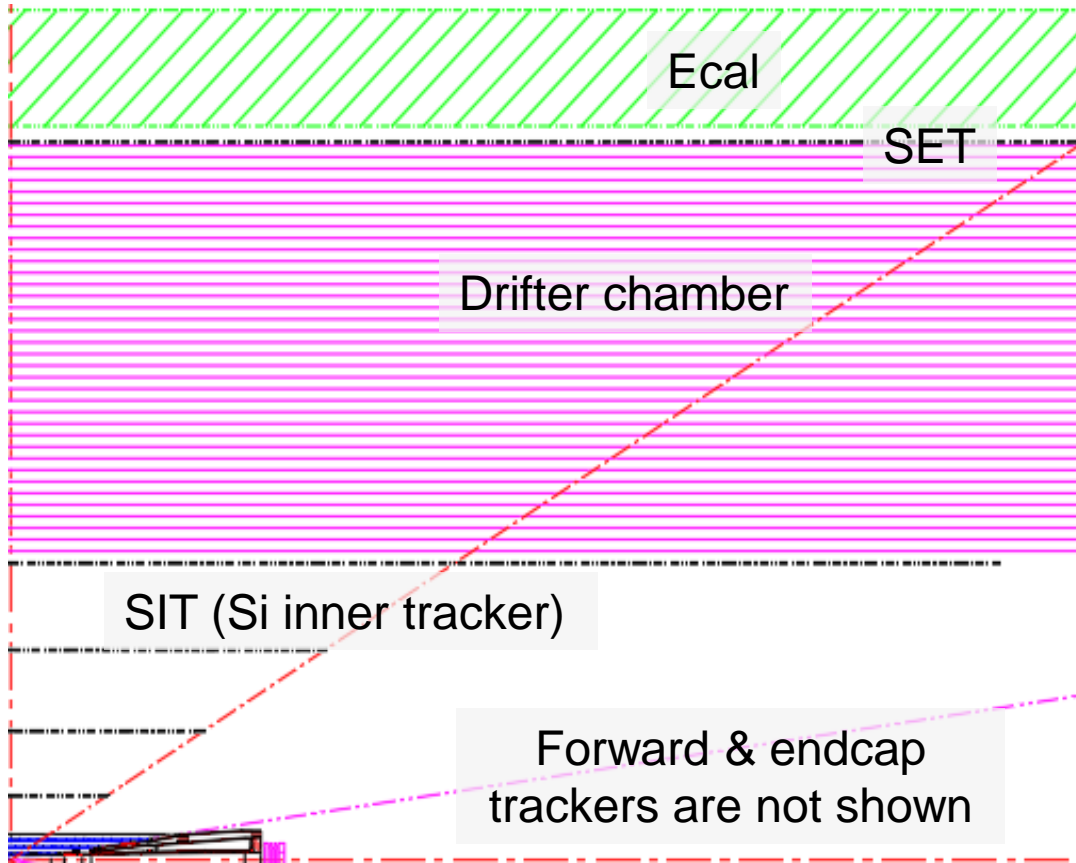 Ecal
SET
Drifter chamber
SIT (Si inner tracker)
Forward & endcap
trackers are not shown